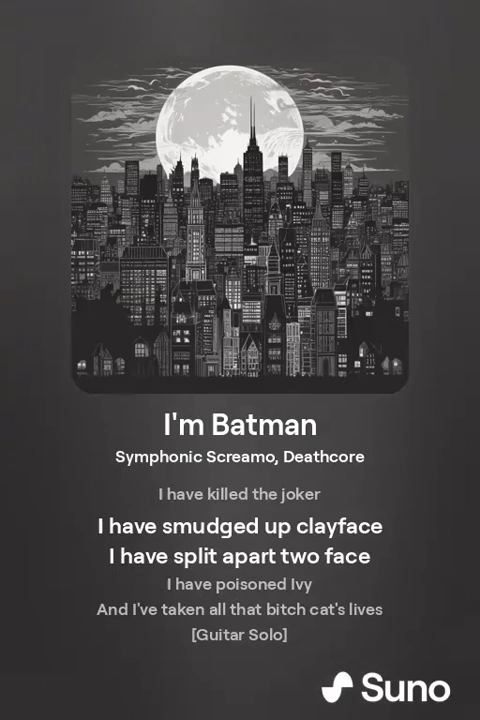 I'm Batman
Symphonic Screamo, Deathcore
I have killed the joker
I have smudged up clayface
I have split apart two face
I have poisoned Ivy
And I've taken all that bitch cat's lives
[Guitar Solo]
Suno